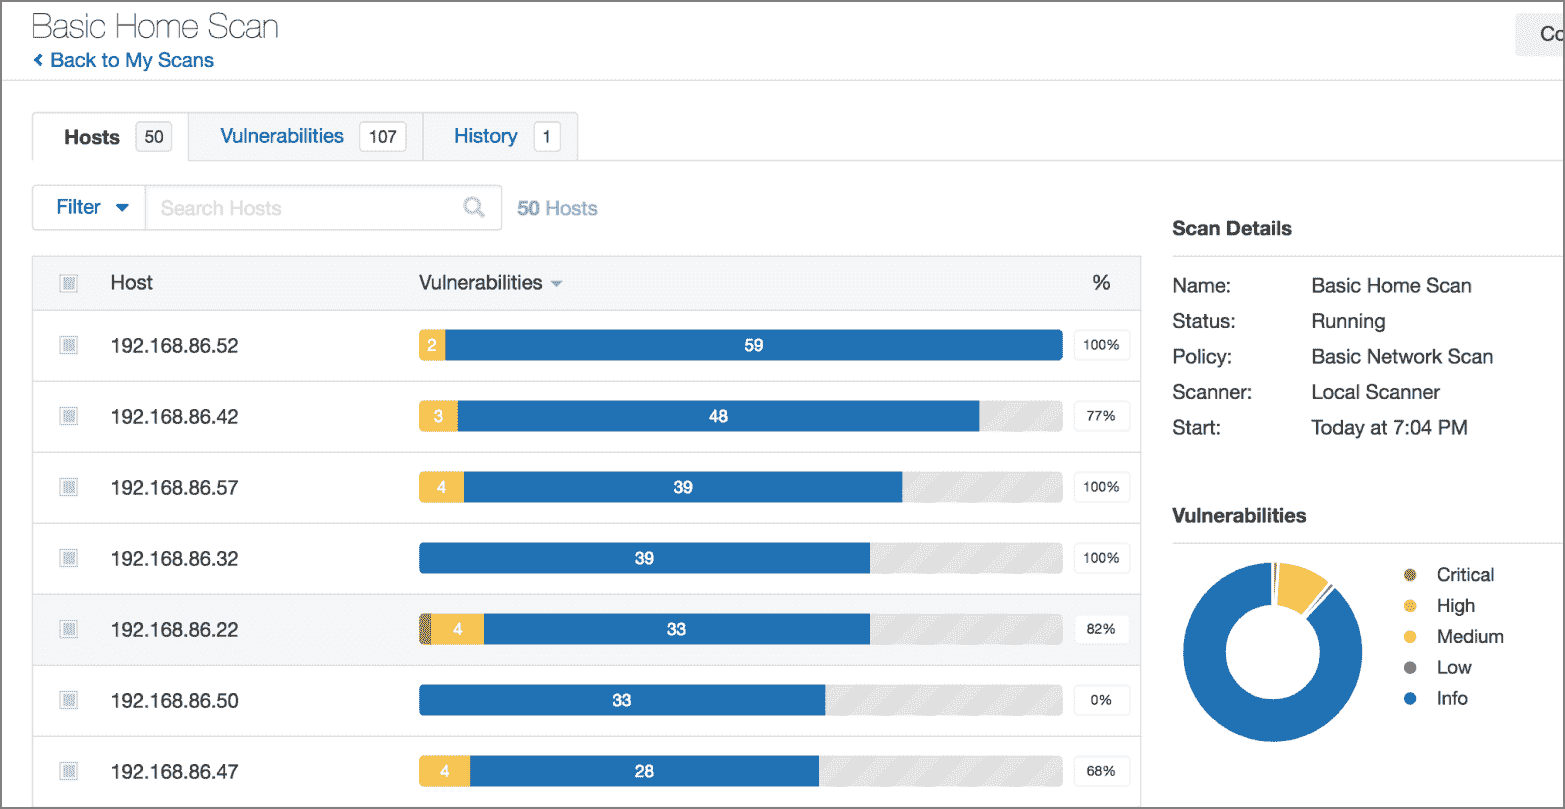 Basic Home Scan
Back to My Scans
Hosts 50 Vulnerabilities 107 History 1
Filter Search Hosts 50 Hosts
Host Vulnerabilities %
192.168.86.52 2 59 100%
192.168.86.42 3 48 77%
192.168.86.57 4 39 100%
192.168.86.32 39 100%
192.168.86.22 4 33 82%
192.168.86.50 33 0%
192.168.86.47 4 28 68%
Scan Details
Name: Basic Home Scan
Status: Running
Policy: Basic Network Scan
Scanner: Local Scanner
Start: Today at 7:04 PM
Vulnerabilities
Critical
High
Medium
Low
Info